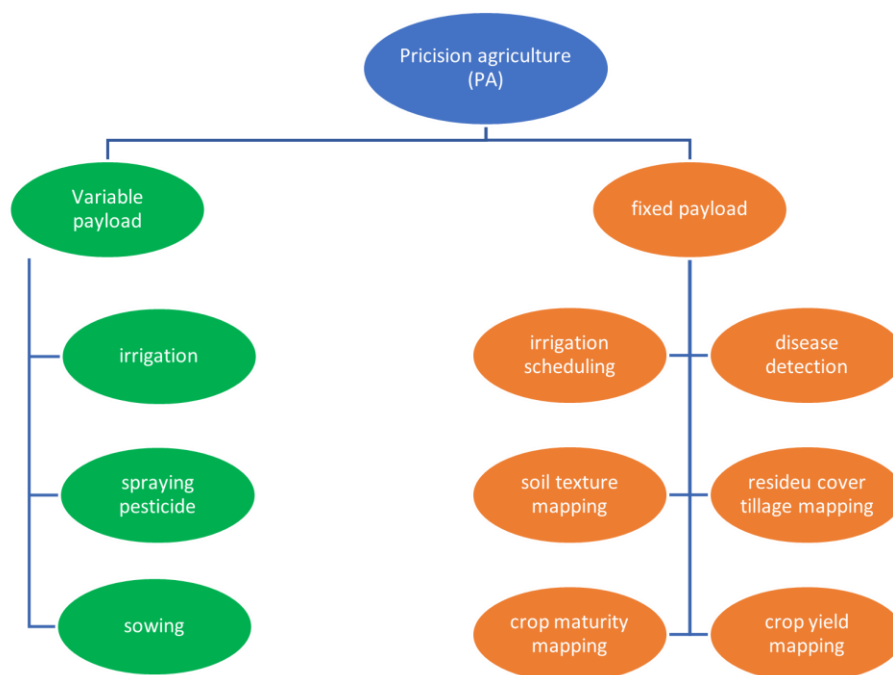 Pricision agriculture
(PA)
Variable
payload
fixed payload
irrigation
spraying
pesticide
sowing
irrigation
scheduling
disease
detection
soil texture
mapping
resideu cover
tillage mapping
crop maturity
mapping
crop yield
mapping